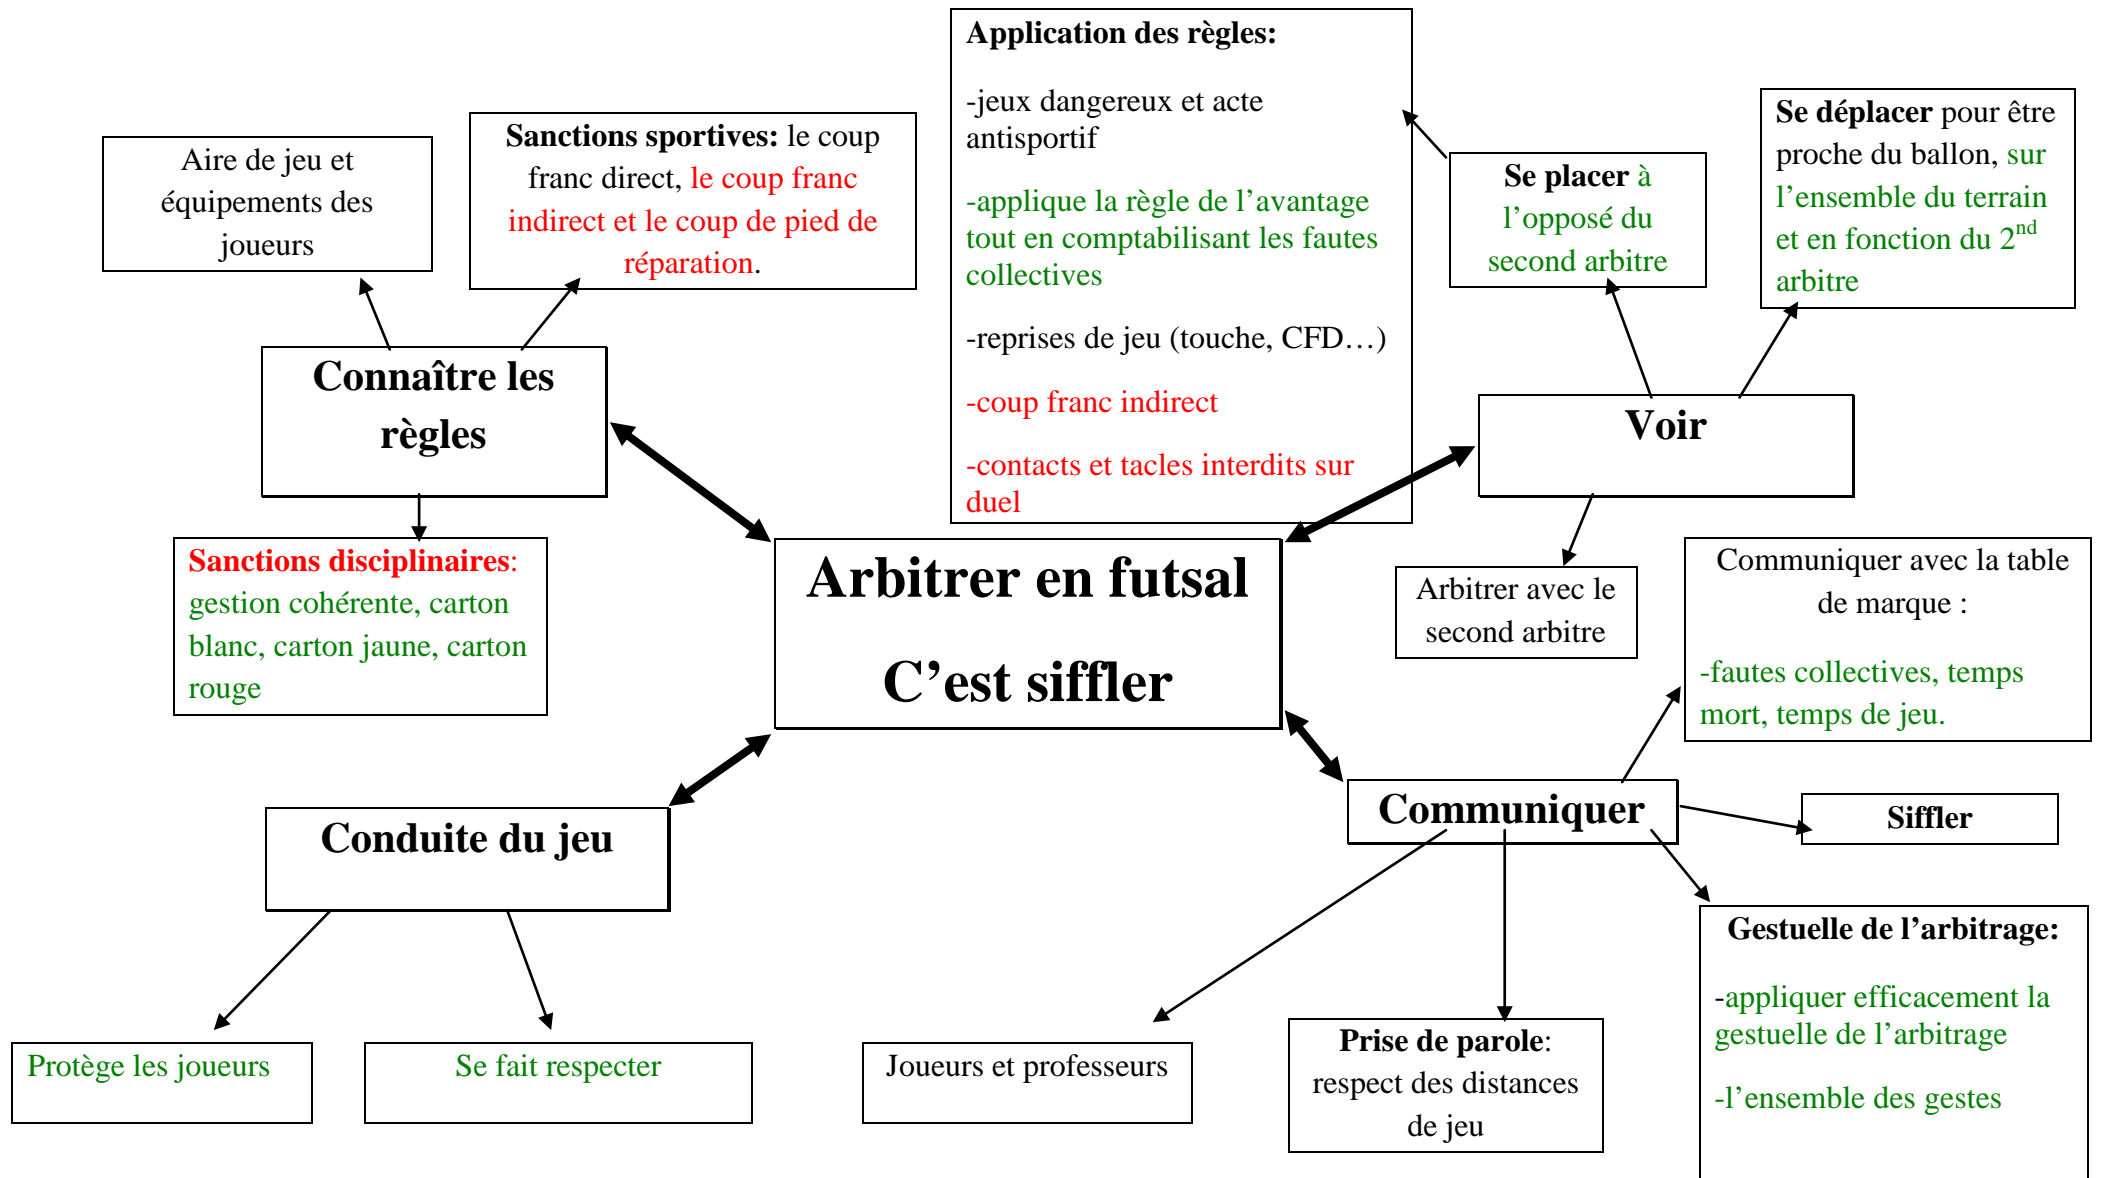 Application des règles:
-jeux dangereux et acte
antisportif
-applique la règle de l’avantage
tout en comptabilisant les fautes
collectives
-reprises de jeu (touche, CFD…)
-coup franc indirect
-contacts et tacles interdits sur
duel
Aire de jeu et
équipements des
joueurs
Sanctions sportives: le coup
franc direct, le coup franc
indirect et le coup de pied de
réparation.
Se placer à
l’opposé du
second arbitre
Se déplacer pour être
proche du ballon, sur
l’ensemble du terrain
et en fonction du 2nd
arbitre
Connaître les
règles
Voir
Sanctions disciplinaires:
gestion cohérente, carton
blanc, carton jaune, carton
rouge
Arbitrer en futsal
C’est siffler
Arbitrer avec le
second arbitre
Communiquer avec la table
de marque :
-fautes collectives, temps
mort, temps de jeu.
Conduite du jeu
Communiquer
Siffler
Gestuelle de l’arbitrage:
-appliquer efficacement la
gestuelle de l’arbitrage
-l’ensemble des gestes
Protège les joueurs
Se fait respecter
Joueurs et professeurs
Prise de parole:
respect des distances
de jeu